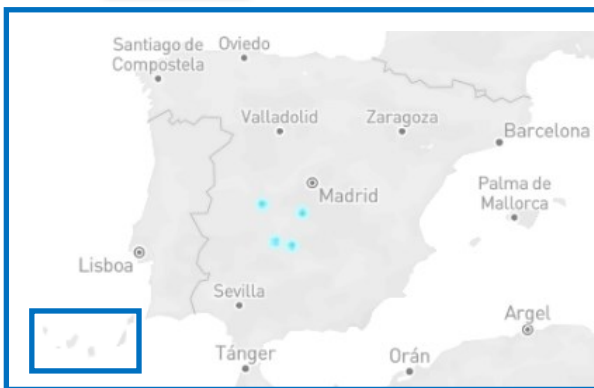 Santiago de
Compostela
Oviedo
Valladolid
Zaragoza
Barcelona
Madrid
Palma de
Mallorca
Lisboa
Sevilla
Argel
Tánger
Orán